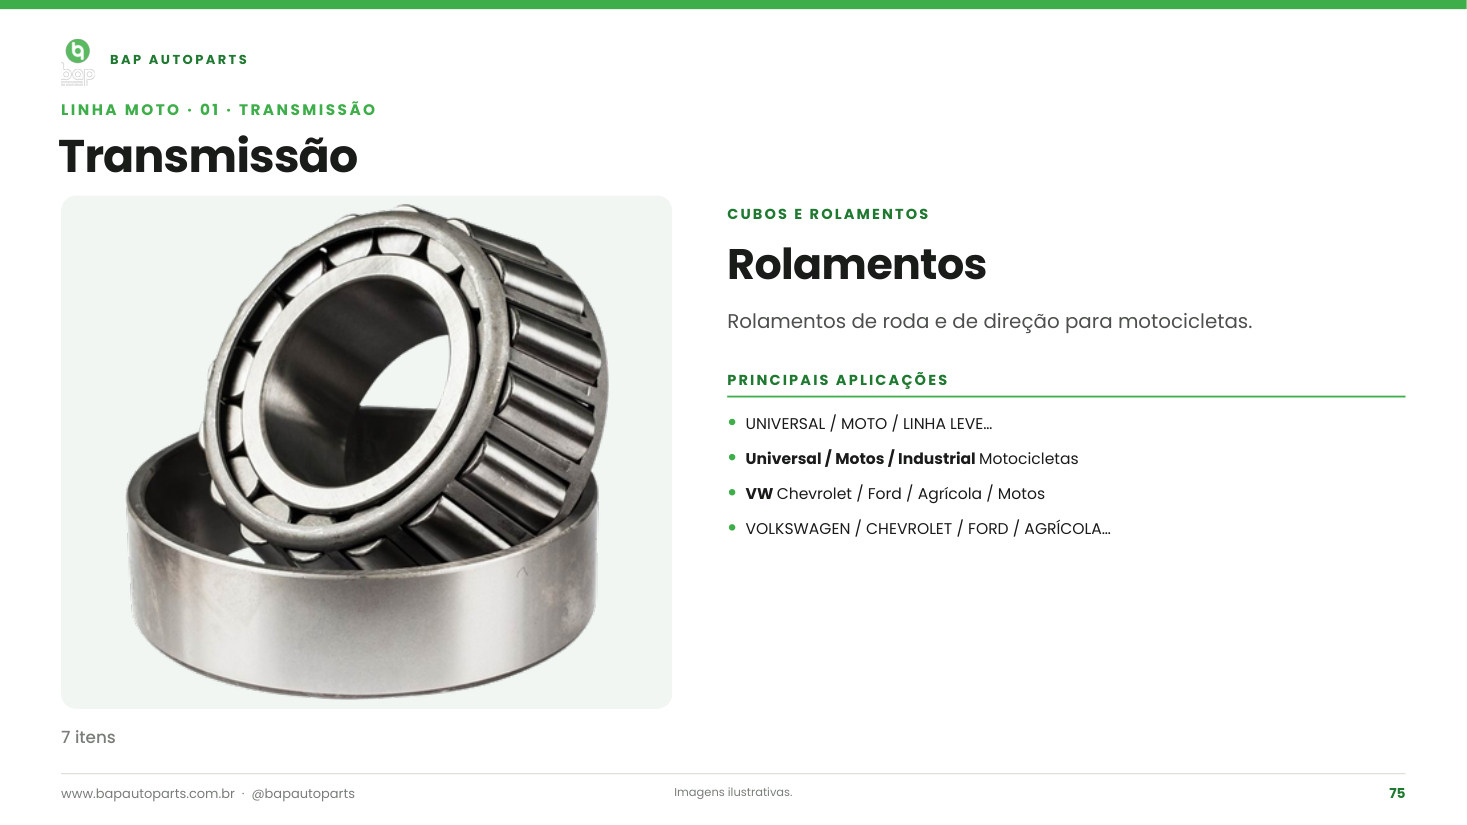 bap
BAP AUTOPARTS
LINHA MOTO · 01 · TRANSMISSÃO
Transmissão
CUBOS E ROLAMENTOS
Rolamentos
Rolamentos de roda e de direção para motocicletas.
PRINCIPAIS APLICAÇÕES
• UNIVERSAL / MOTO / LINHA LEVE...
• Universal / Motos / Industrial Motocicletas
• VW Chevrolet / Ford / Agrícola / Motos
• VOLKSWAGEN / CHEVROLET / FORD / AGRÍCOLA...
7 itens
www.bapautoparts.com.br · @bapautoparts
Imagens ilustrativas.
75